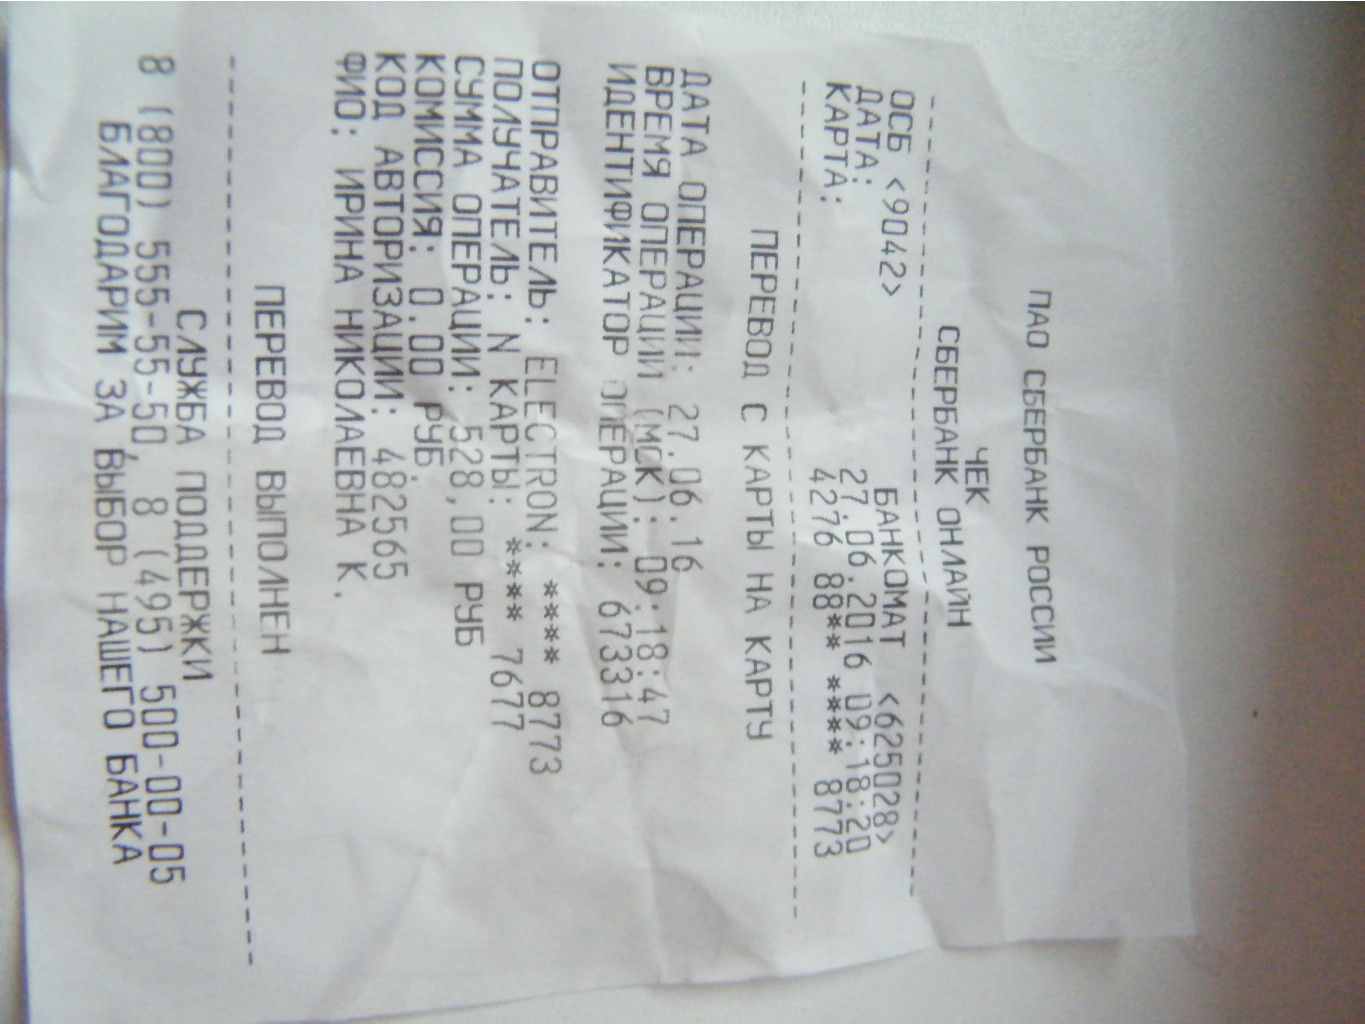 ПАО СБЕРБАНК РОССИИ
ЧЕК
СБЕРБАНК ОНЛАЙН
ОСБ <9042> БАНКОМАТ <625028>
ДАТА: 27.06.2016 09:18:20
КАРТА: 4276 88** **** 8773
ПЕРЕВОД С КАРТЫ НА КАРТУ
ДАТА ОПЕРАЦИИ: 27.06.16
ВРЕМЯ ОПЕРАЦИИ (МСК): 09:18:47
ИДЕНТИФИКАТОР ОПЕРАЦИИ: 673316
ОТПРАВИТЕЛЬ: ELECTRON: **** 8773
ПОЛУЧАТЕЛЬ: N КАРТЫ: **** 7677
СУММА ОПЕРАЦИИ: 528,00 РУБ
КОМИССИЯ: 0.00 РУБ.
КОД АВТОРИЗАЦИИ: 482565
ФИО: ИРИНА НИКОЛАЕВНА К.
ПЕРЕВОД ВЫПОЛНЕН
СЛУЖБА ПОДДЕРЖКИ
8 (800) 555-55-50, 8 (495) 500-00-05
БЛАГОДАРИМ ЗА ВЫБОР НАШЕГО БАНКА